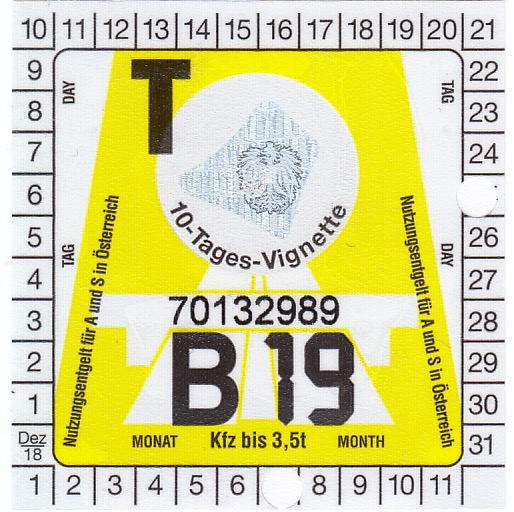 10 11 12 13 14 15 16 17 18 19 20 21
9 DAY T TAG 22
8 23
7 24
6
5 TAG DAY 26
4 27
3 28
2 29
1 30
Dez 18 31
10-Tages-Vignette
Nutzungsentgelt für A und S in Österreich
Nutzungsentgelt für A und S in Österreich
70132989
B 19
MONAT Kfz bis 3,5t MONTH
1 2 3 4 5 6 8 9 10 11